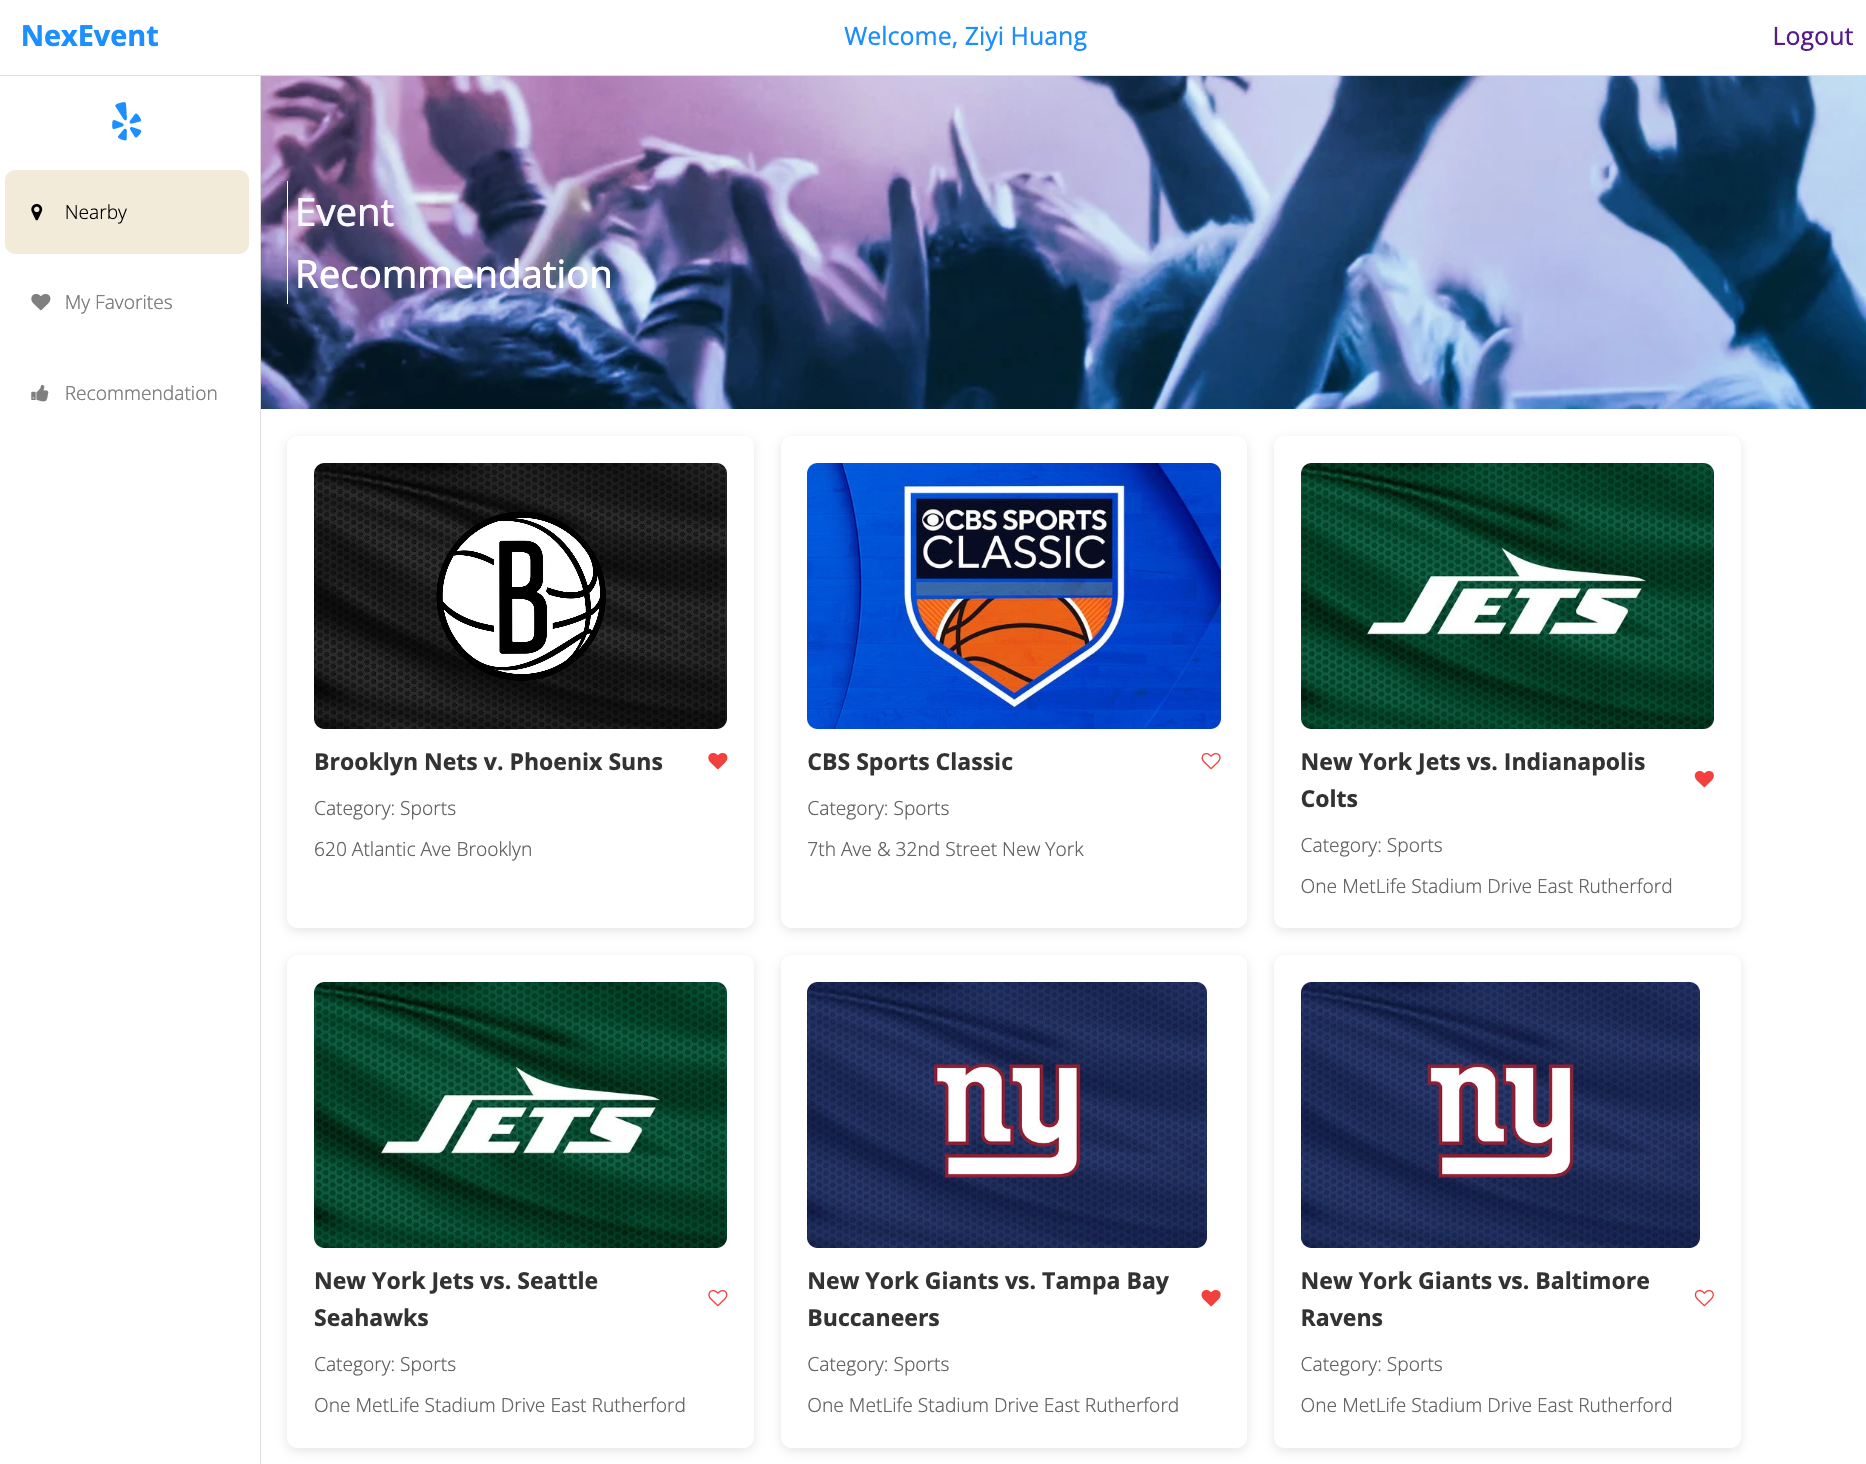 NexEvent
Welcome, Ziyi Huang
Logout
Nearby
My Favorites
Recommendation
Event
Recommendation
B
CBS SPORTS
CLASSIC
JETS
Brooklyn Nets v. Phoenix Suns
Category: Sports
620 Atlantic Ave Brooklyn
CBS Sports Classic
Category: Sports
7th Ave & 32nd Street New York
New York Jets vs. Indianapolis
Colts
Category: Sports
One MetLife Stadium Drive East Rutherford
JETS
ny
ny
New York Jets vs. Seattle
Seahawks
Category: Sports
One MetLife Stadium Drive East Rutherford
New York Giants vs. Tampa Bay
Buccaneers
Category: Sports
One MetLife Stadium Drive East Rutherford
New York Giants vs. Baltimore
Ravens
Category: Sports
One MetLife Stadium Drive East Rutherford